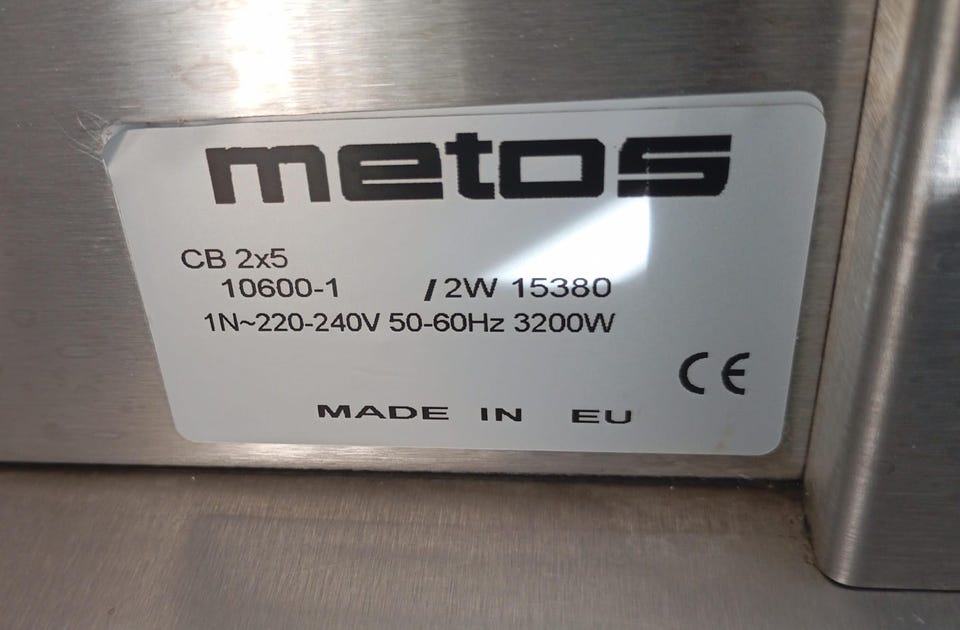 metos
CB 2x5
10600-1 /2W 15380
1N~220-240V 50-60Hz 3200W
CE
MADE IN EU